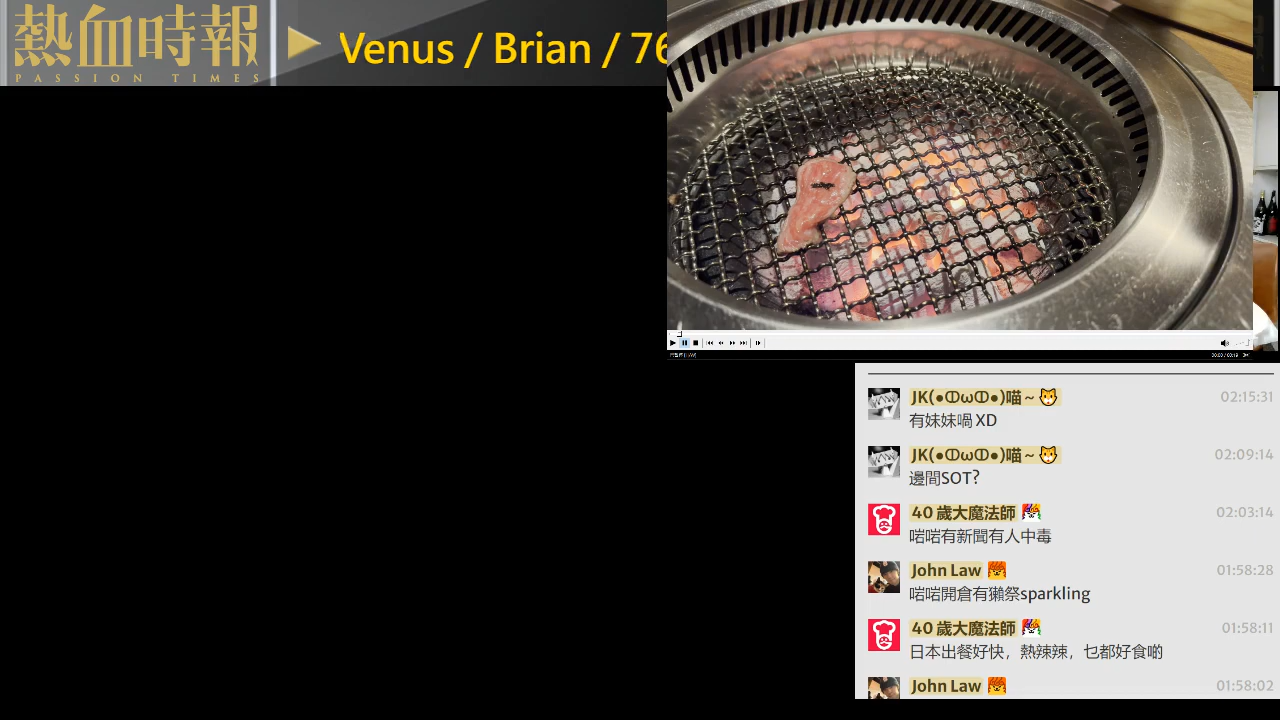 熱血時報
PASSION TIMES
Venus / Brian / 76
JK(●ↀωↀ●)喵~
02:15:31
有妹妹喎 XD
JK(●ↀωↀ●)喵~
02:09:14
邊間SOT?
40 歲大魔法師
02:03:14
啱啱有新聞有人中毒
John Law
01:58:28
啱啱開倉有獺祭sparkling
40 歲大魔法師
01:58:11
日本出餐好快，熱辣辣，乜都好食啲
John Law
01:58:02